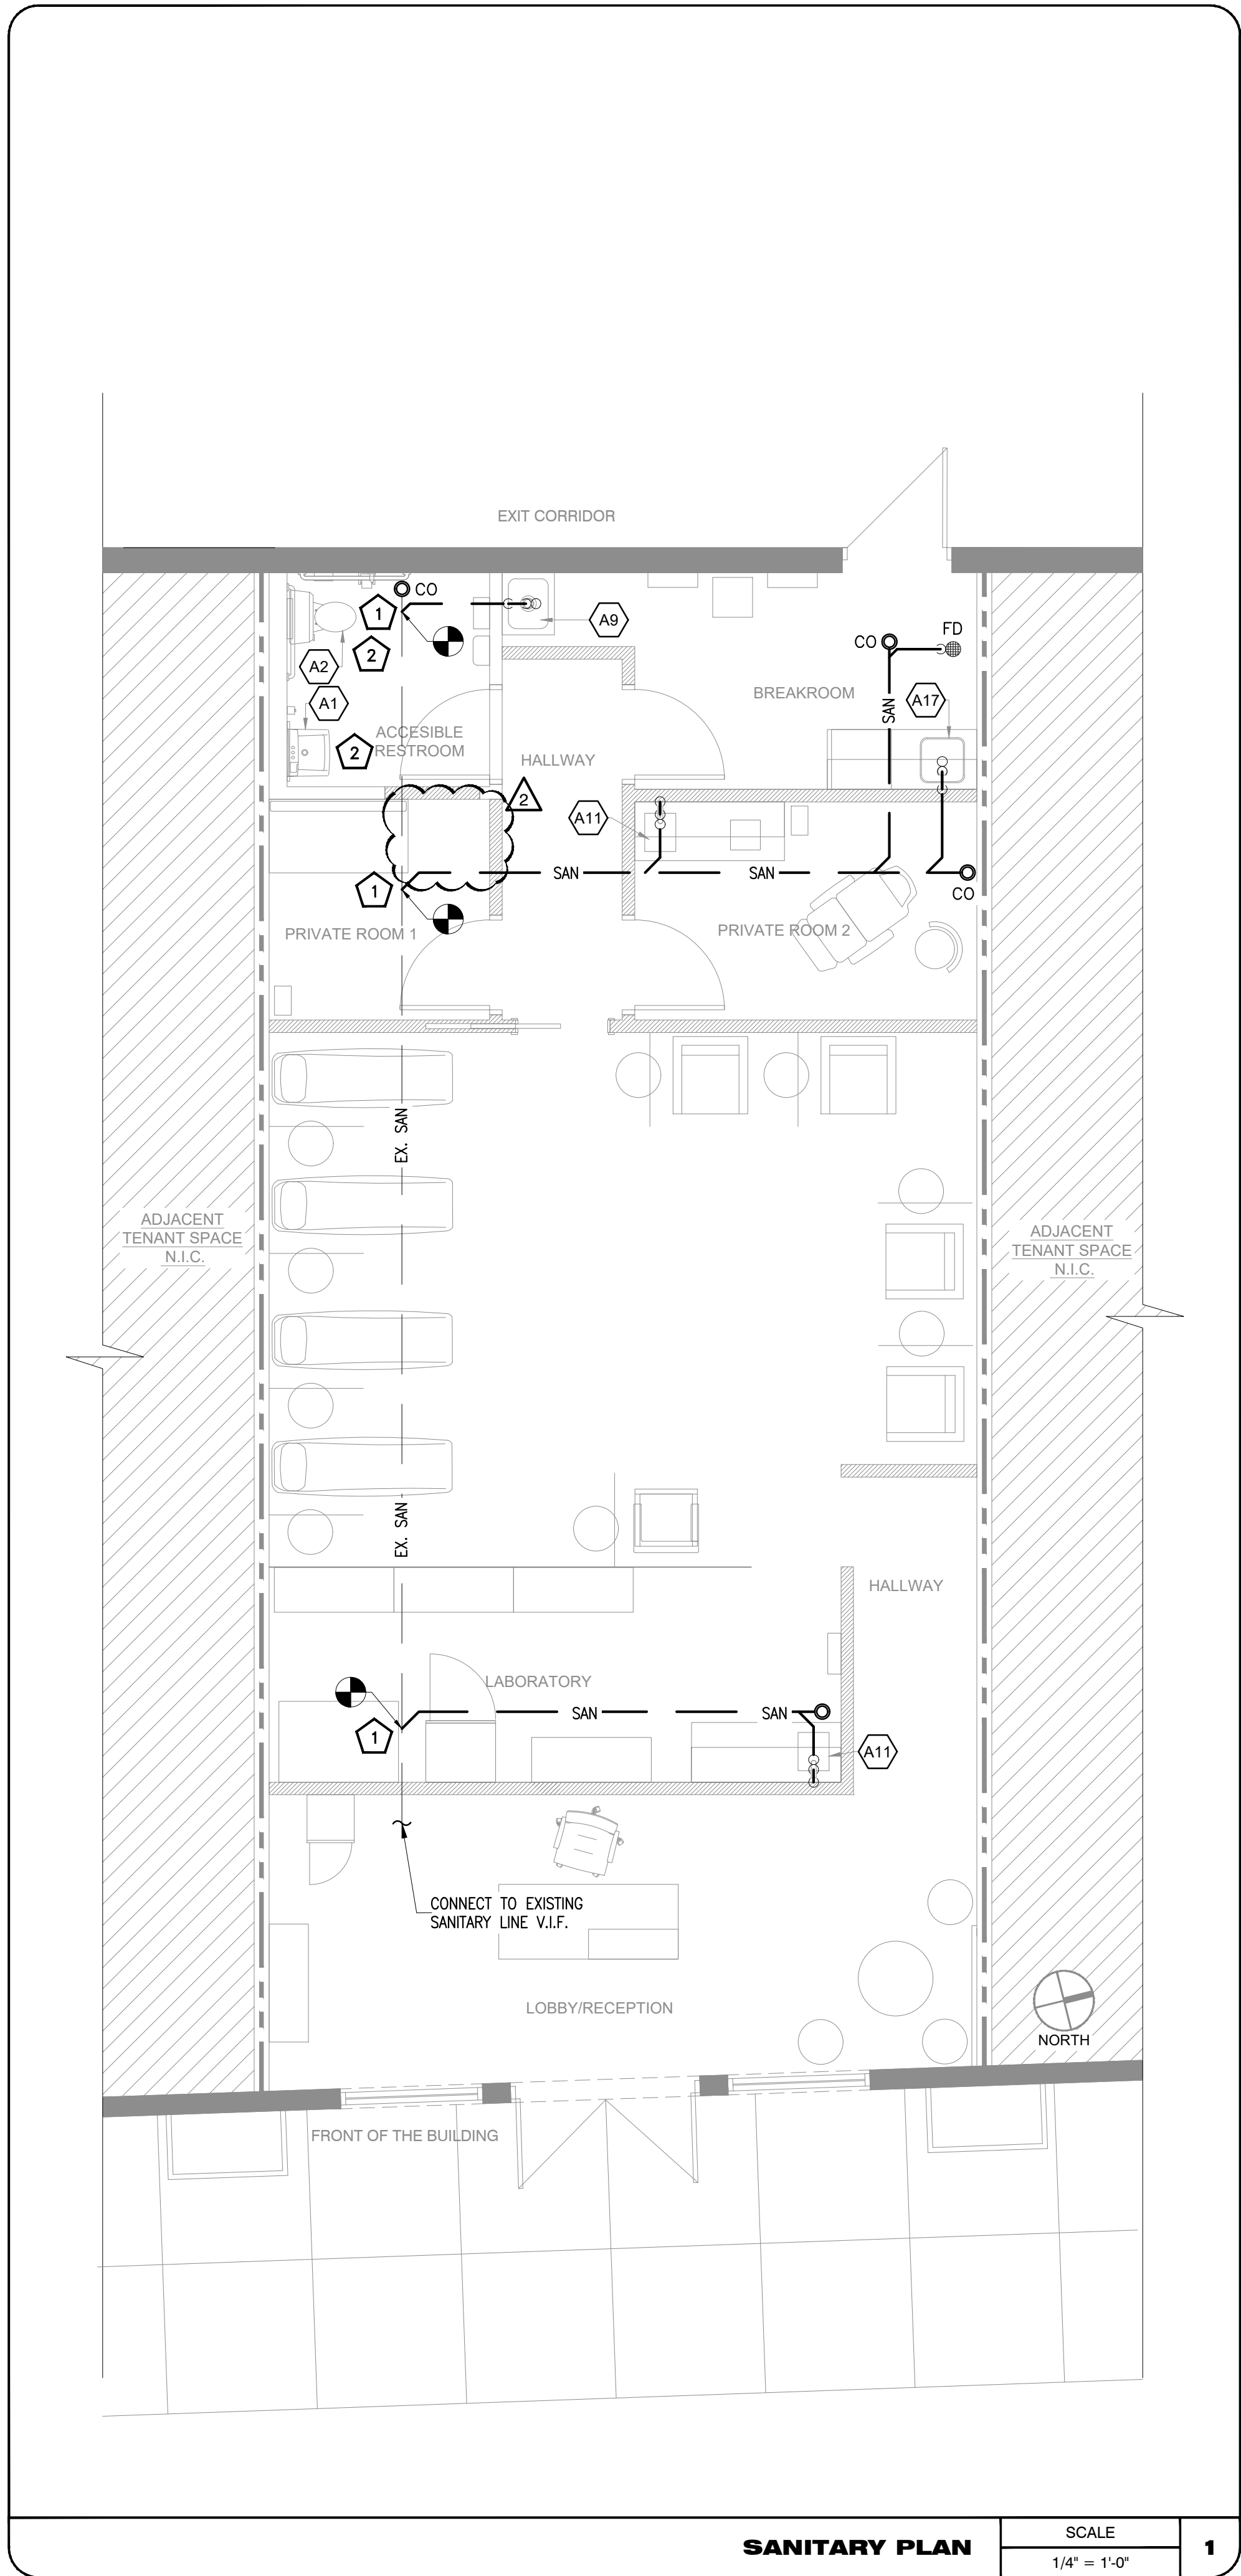 EXIT CORRIDOR
CO
1
A9
2
A2
A1
2
ACCESIBLE
RESTROOM
HALLWAY
2
CO
FD
BREAKROOM
SAN
A17
A11
SAN
SAN
CO
1
PRIVATE ROOM 1
PRIVATE ROOM 2
EX. SAN
ADJACENT
TENANT SPACE
N.I.C.
ADJACENT
TENANT SPACE
N.I.C.
EX. SAN
HALLWAY
LABORATORY
SAN
SAN
1
A11
CONNECT TO EXISTING
SANITARY LINE V.I.F.
LOBBY/RECEPTION
NORTH
FRONT OF THE BUILDING
SANITARY PLAN
SCALE
1/4" = 1'-0"
1